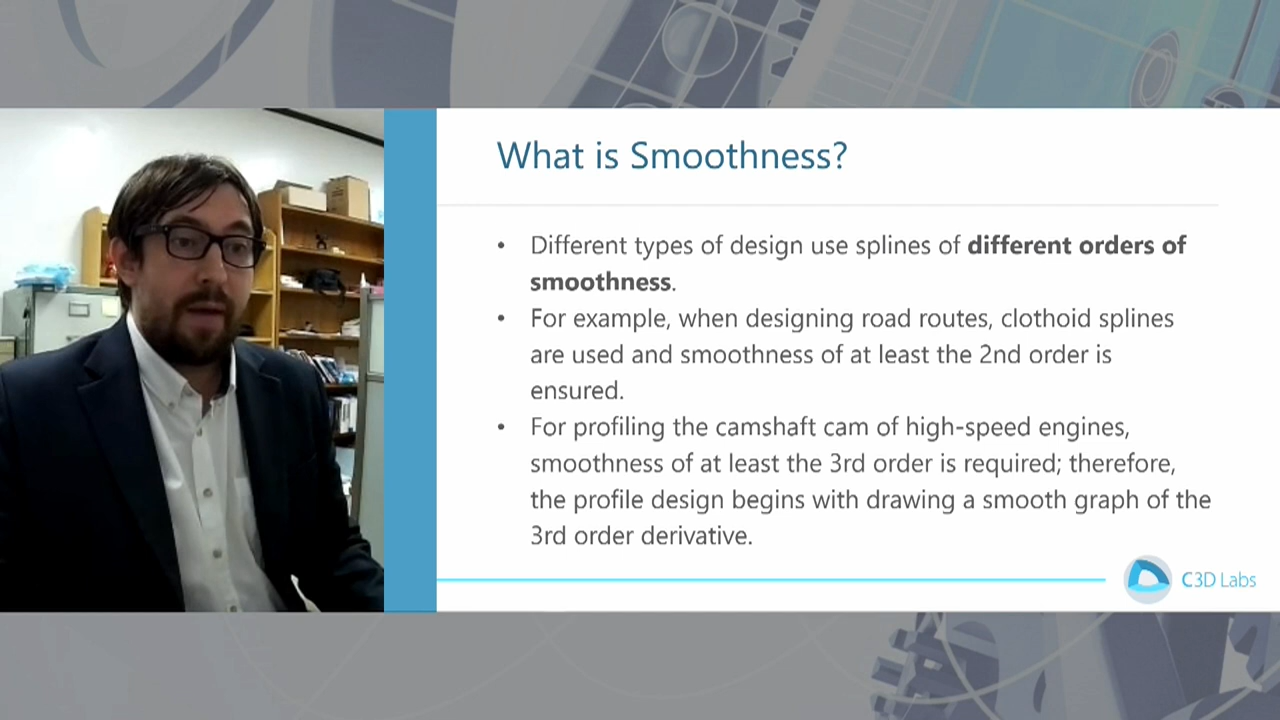 What is Smoothness?
• Different types of design use splines of different orders of
smoothness.
• For example, when designing road routes, clothoid splines
are used and smoothness of at least the 2nd order is
ensured.
• For profiling the camshaft cam of high-speed engines,
smoothness of at least the 3rd order is required; therefore,
the profile design begins with drawing a smooth graph of the
3rd order derivative.
C3D Labs